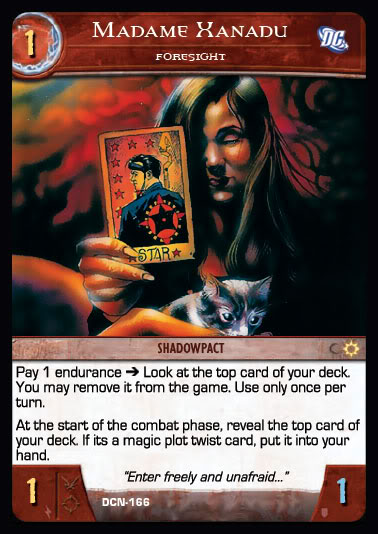 1
MADAME XANADU
FORESIGHT
DC
STAR
SHADOWPACT
C
Pay 1 endurance ➔ Look at the top card of your deck.
You may remove it from the game. Use only once per
turn.
At the start of the combat phase, reveal the top card of
your deck. If its a magic plot twist card, put it into your
hand.
"Enter freely and unafraid..."
1
DCN-166
1